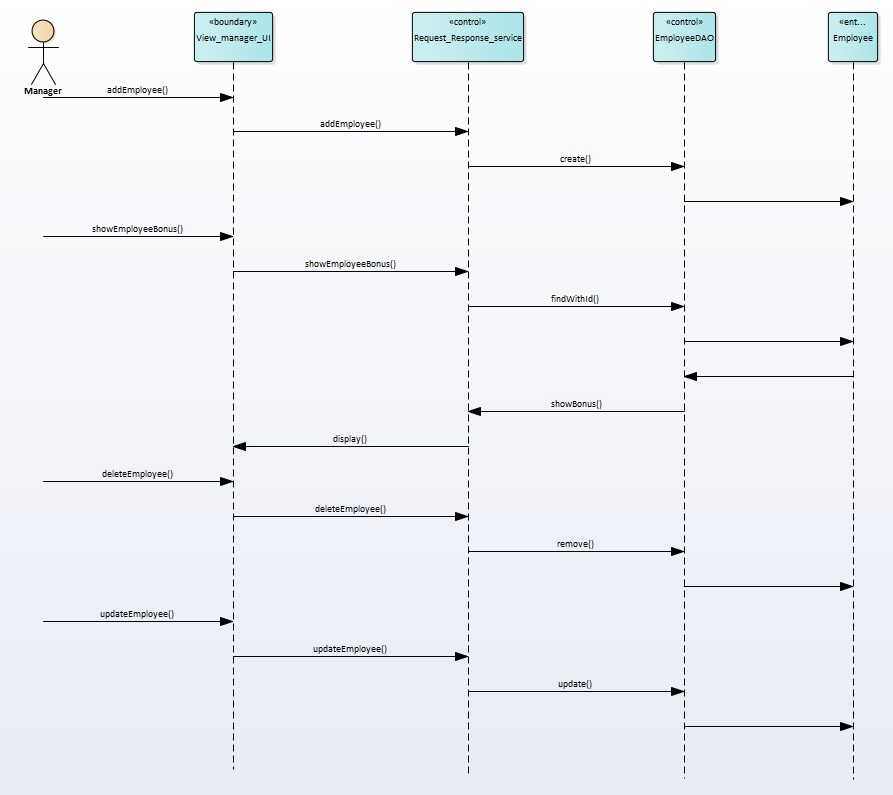 «boundary»
View_manager_UI
«control»
Request_Response_service
«control»
EmployeeDAO
«ent...
Employee
Manager
addEmployee()
addEmployee()
create()
showEmployeeBonus()
showEmployeeBonus()
findWithId()
showBonus()
display()
deleteEmployee()
deleteEmployee()
remove()
updateEmployee()
updateEmployee()
update()